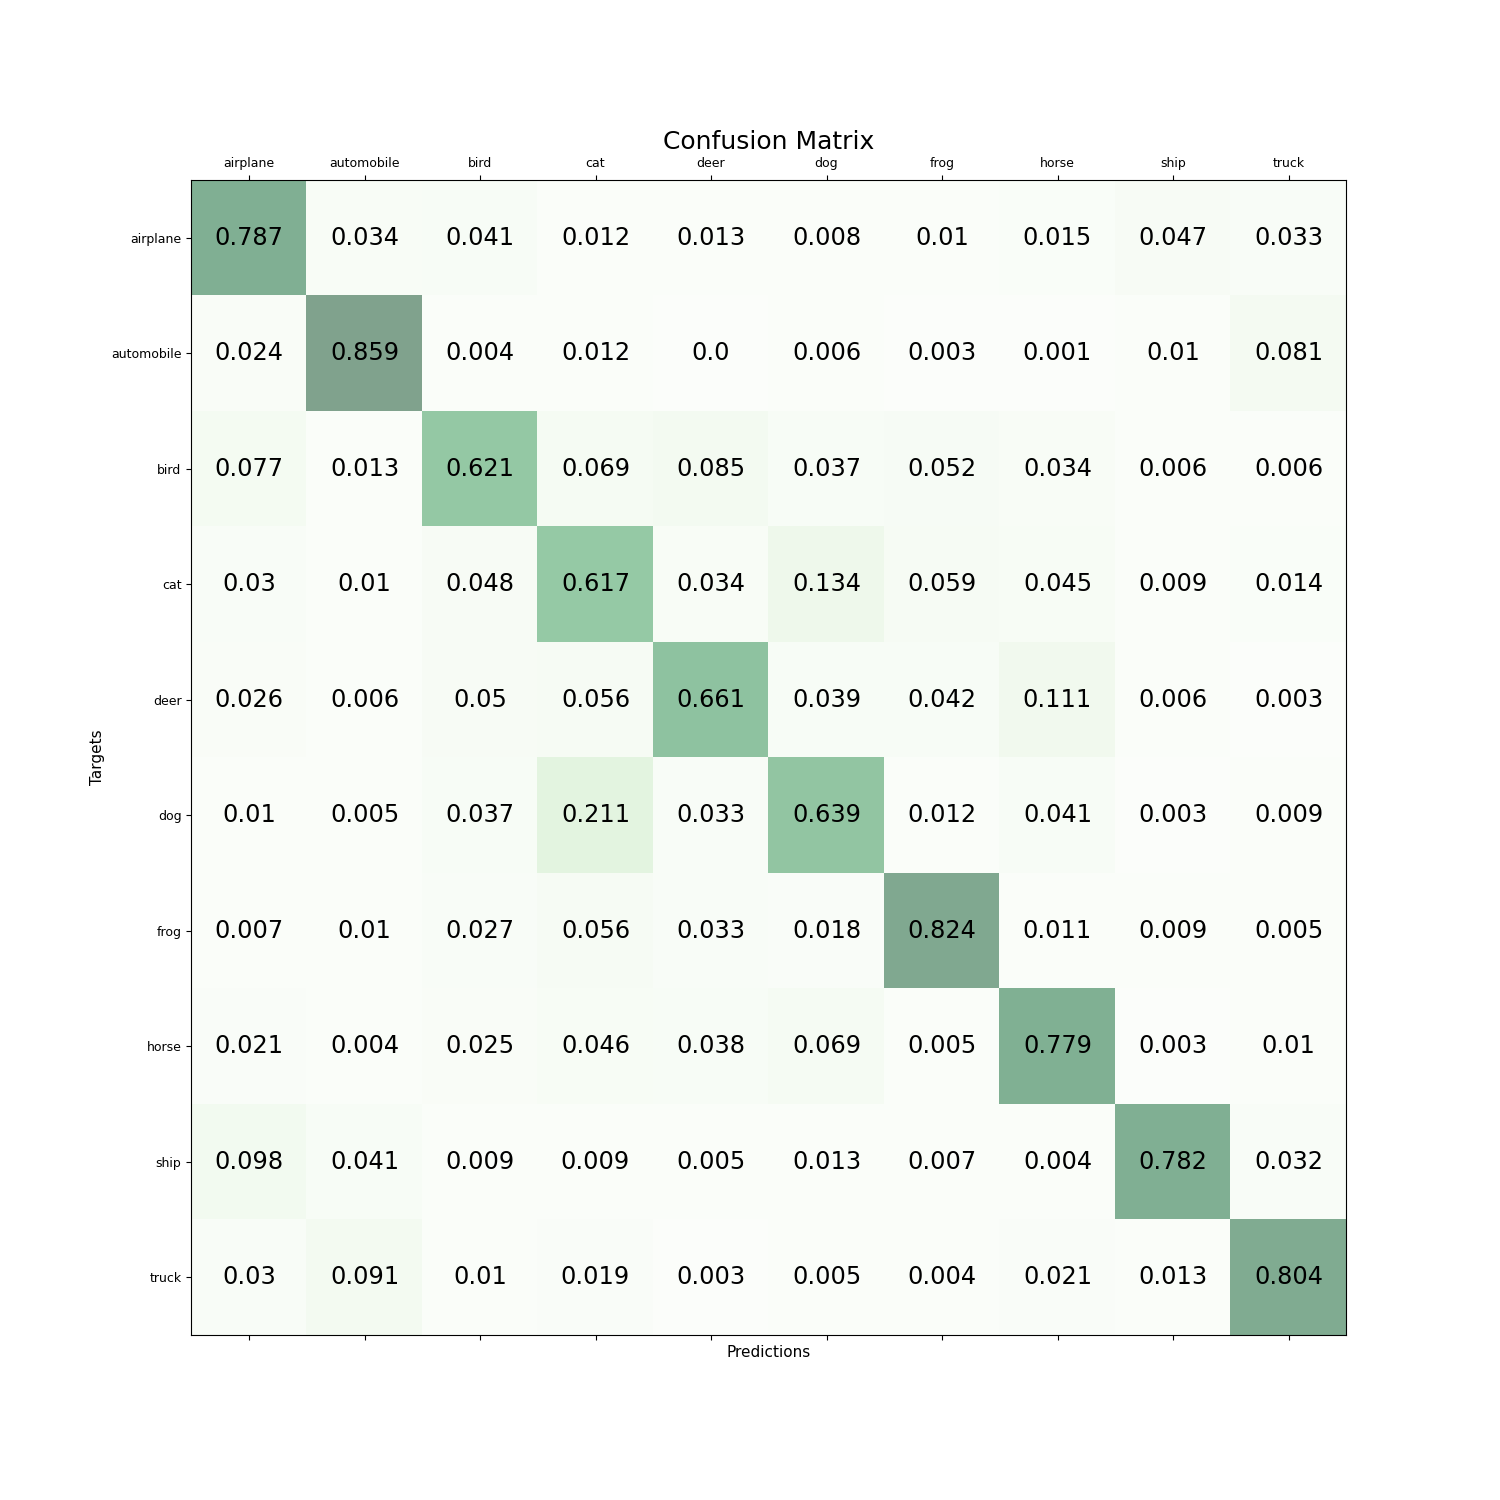 Confusion Matrix
airplane automobile bird cat deer dog frog horse ship truck
airplane 0.787 0.034 0.041 0.012 0.013 0.008 0.01 0.015 0.047 0.033
automobile 0.024 0.859 0.004 0.012 0.0 0.006 0.003 0.001 0.01 0.081
bird 0.077 0.013 0.621 0.069 0.085 0.037 0.052 0.034 0.006 0.006
cat 0.03 0.01 0.048 0.617 0.034 0.134 0.059 0.045 0.009 0.014
deer 0.026 0.006 0.05 0.056 0.661 0.039 0.042 0.111 0.006 0.003
Targets
dog 0.01 0.005 0.037 0.211 0.033 0.639 0.012 0.041 0.003 0.009
frog 0.007 0.01 0.027 0.056 0.033 0.018 0.824 0.011 0.009 0.005
horse 0.021 0.004 0.025 0.046 0.038 0.069 0.005 0.779 0.003 0.01
ship 0.098 0.041 0.009 0.009 0.005 0.013 0.007 0.004 0.782 0.032
truck 0.03 0.091 0.01 0.019 0.003 0.005 0.004 0.021 0.013 0.804
Predictions